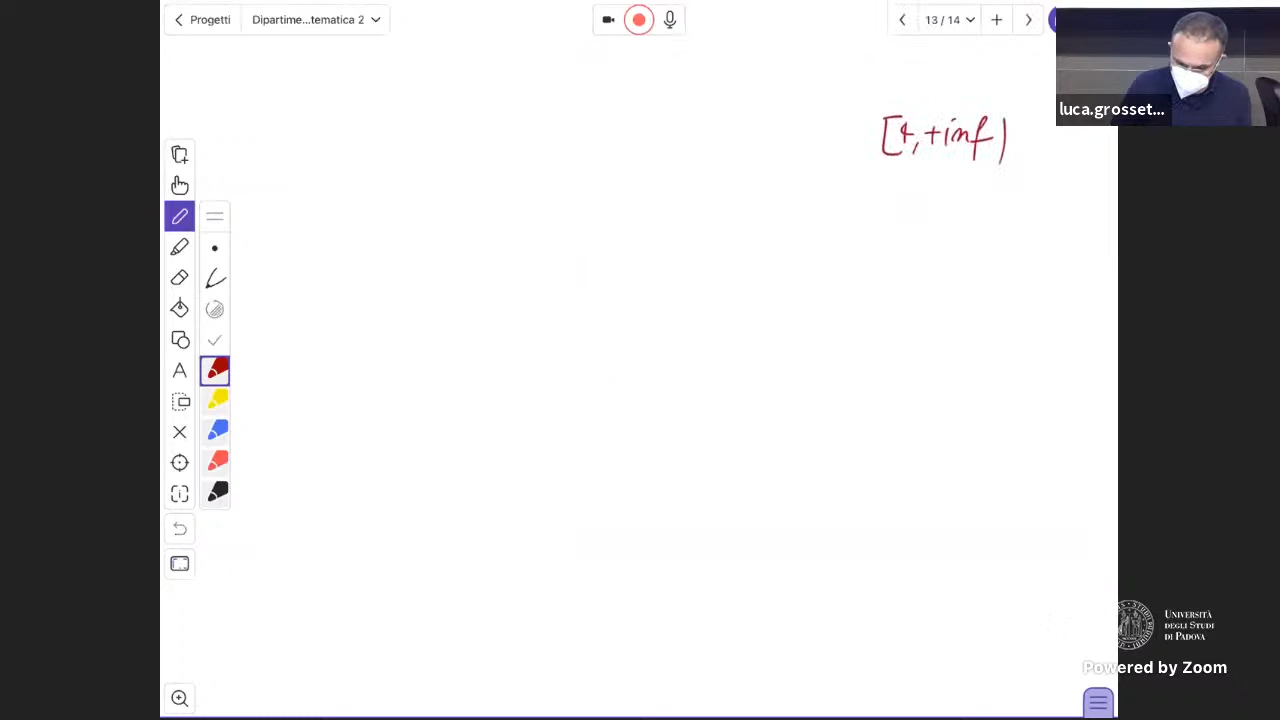 Progetti
Dipartime...tematica 2
13 / 14
luca.grosset...
[4, +inf)
A
UNIVERSITÀ
DEGLI STUDI
DI PADOVA
Powered by Zoom